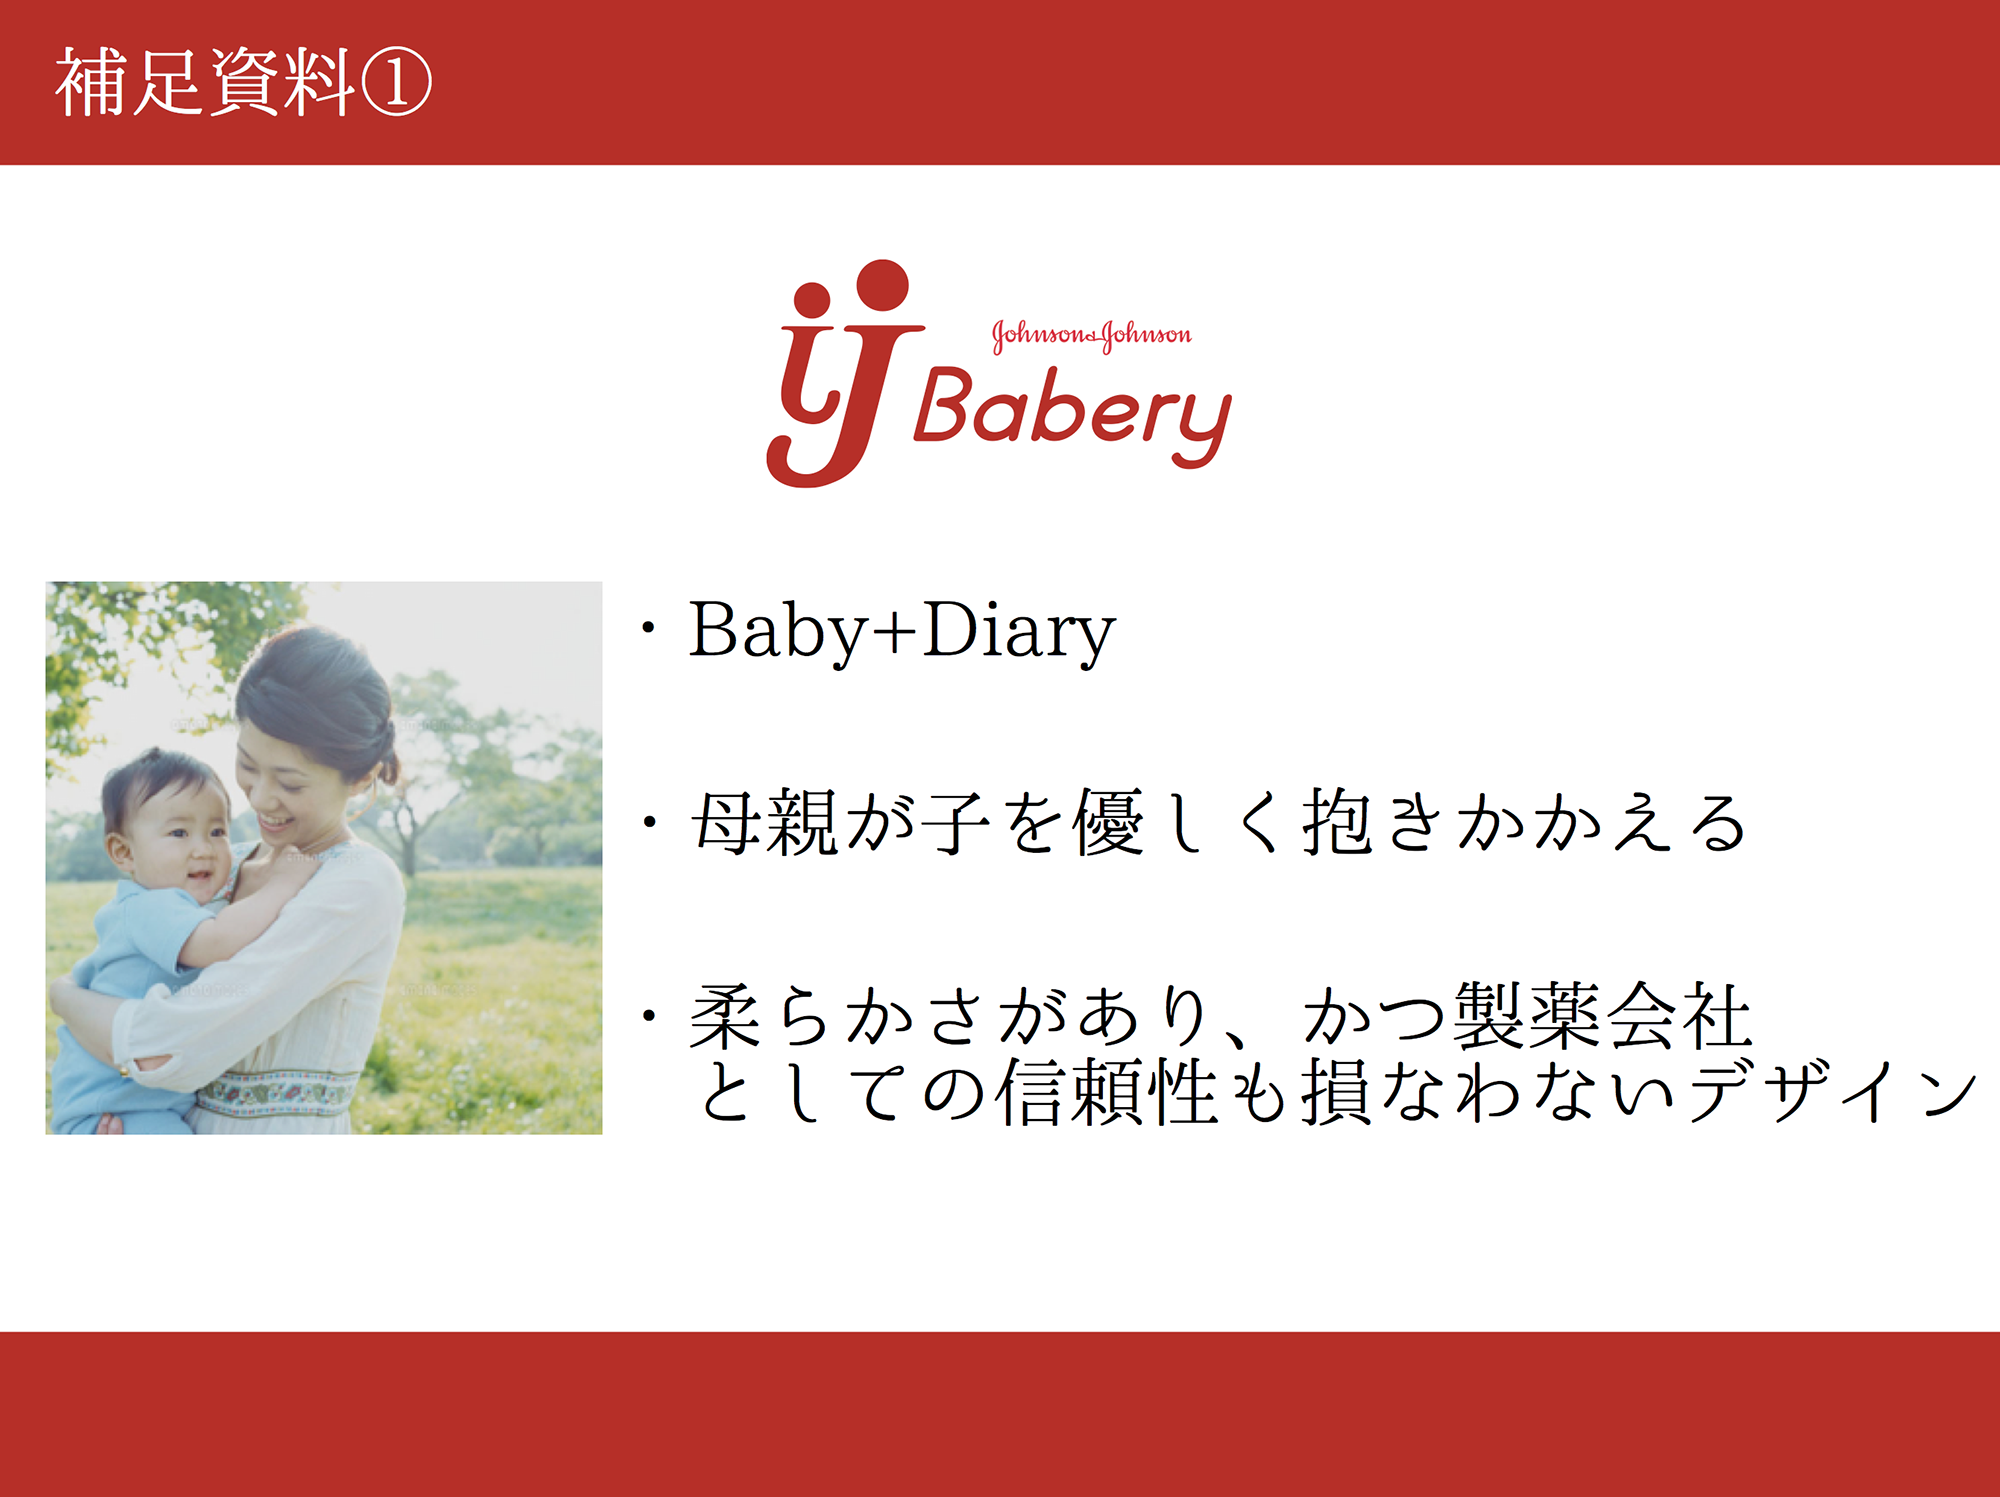 補足資料①
ij
Johnson&Johnson
Babery
・Baby+Diary
・母親が子を優しく抱きかかえる
・柔らかさがあり、かつ製薬会社
としての信頼性も損なわないデザイン